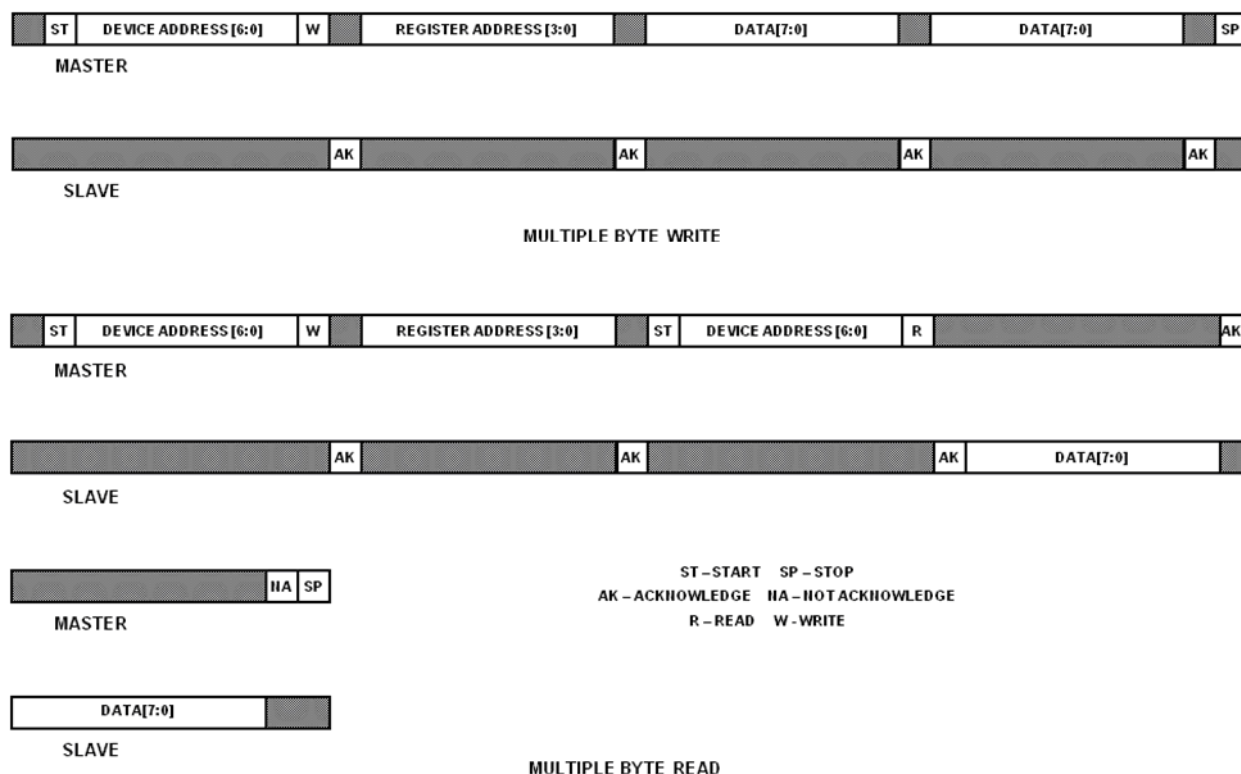 ST DEVICE ADDRESS [6:0] W REGISTER ADDRESS [3:0] DATA[7:0] DATA[7:0] SP
MASTER
AK AK AK AK
SLAVE
MULTIPLE BYTE WRITE
ST DEVICE ADDRESS [6:0] W REGISTER ADDRESS [3:0] ST DEVICE ADDRESS [6:0] R AK
MASTER
AK AK AK DATA[7:0]
SLAVE
NA SP
MASTER
ST – START SP – STOP
AK – ACKNOWLEDGE NA – NOT ACKNOWLEDGE
R – READ W - WRITE
DATA[7:0]
SLAVE
MULTIPLE BYTE READ